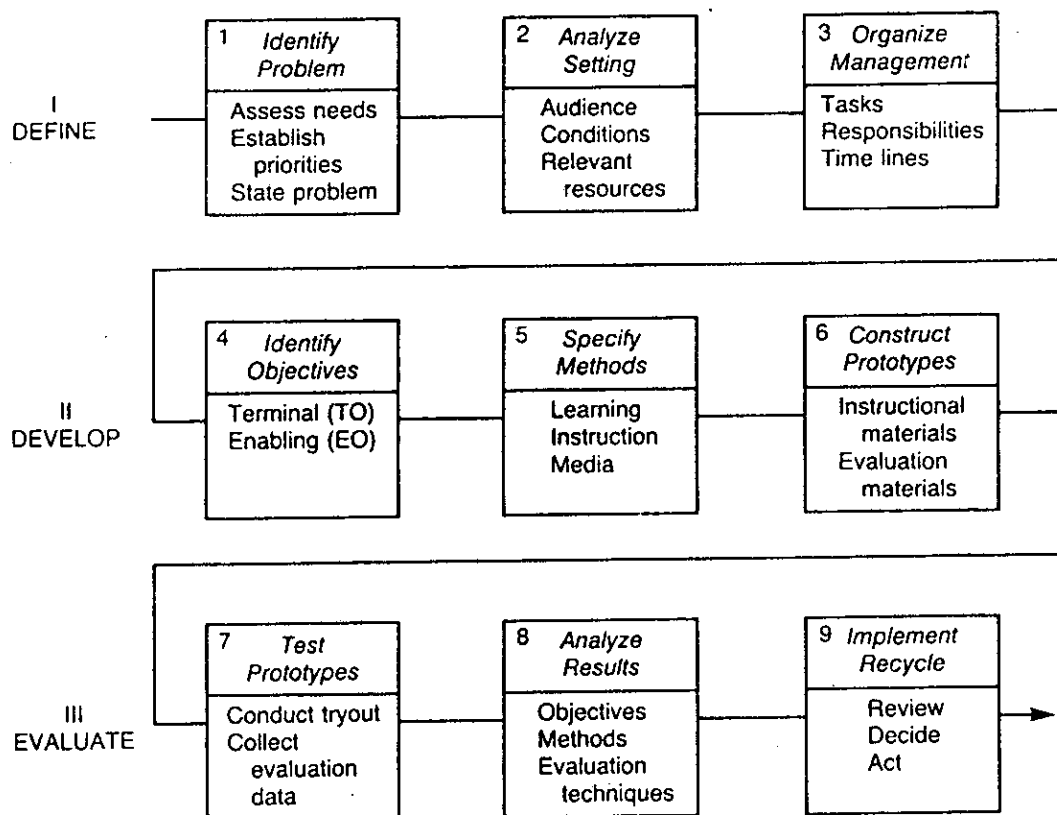 I
DEFINE
1 Identify
Problem
Assess needs
Establish
priorities
State problem
2 Analyze
Setting
Audience
Conditions
Relevant
resources
3 Organize
Management
Tasks
Responsibilities
Time lines
II
DEVELOP
4 Identify
Objectives
Terminal (TO)
Enabling (EO)
5 Specify
Methods
Learning
Instruction
Media
6 Construct
Prototypes
Instructional
materials
Evaluation
materials
III
EVALUATE
7 Test
Prototypes
Conduct tryout
Collect
evaluation
data
8 Analyze
Results
Objectives
Methods
Evaluation
techniques
9 Implement
Recycle
Review
Decide
Act